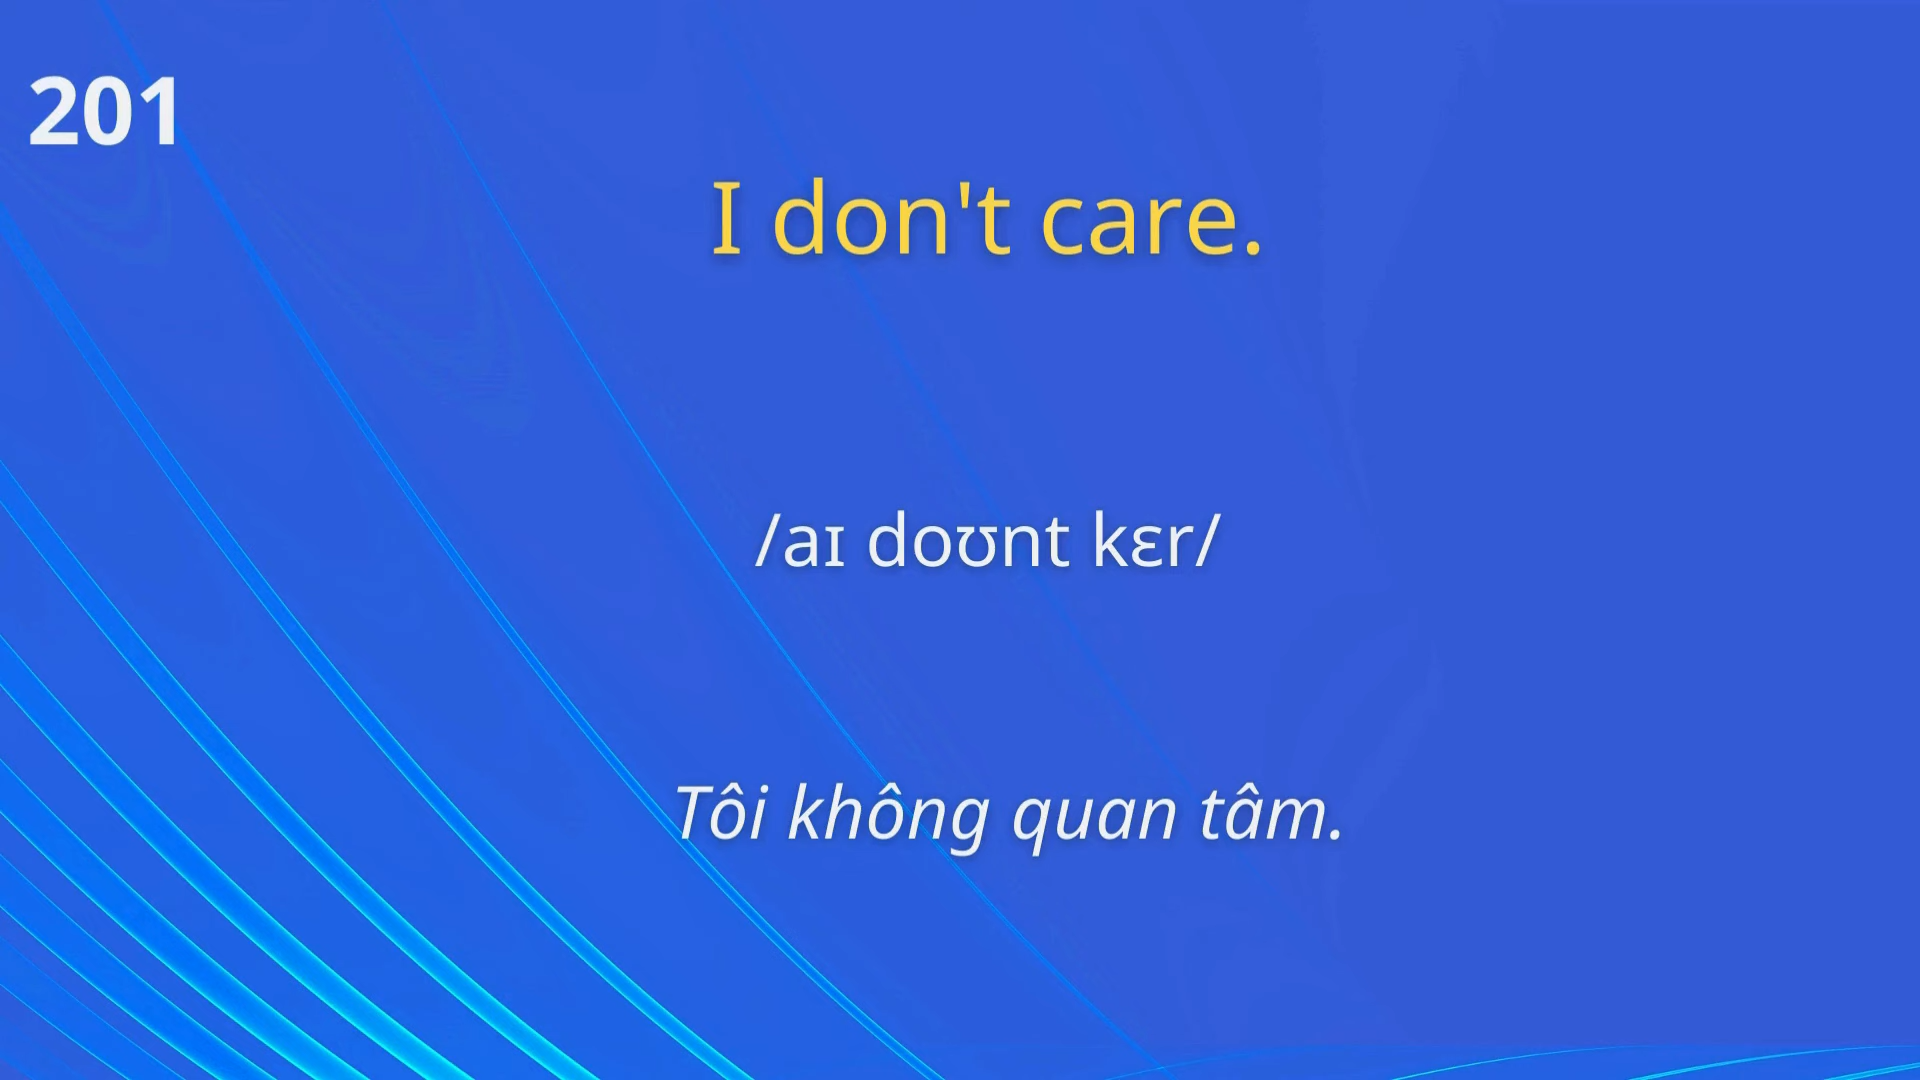 201
I don't care.
/aɪ doʊnt kɛr/
Tôi không quan tâm.